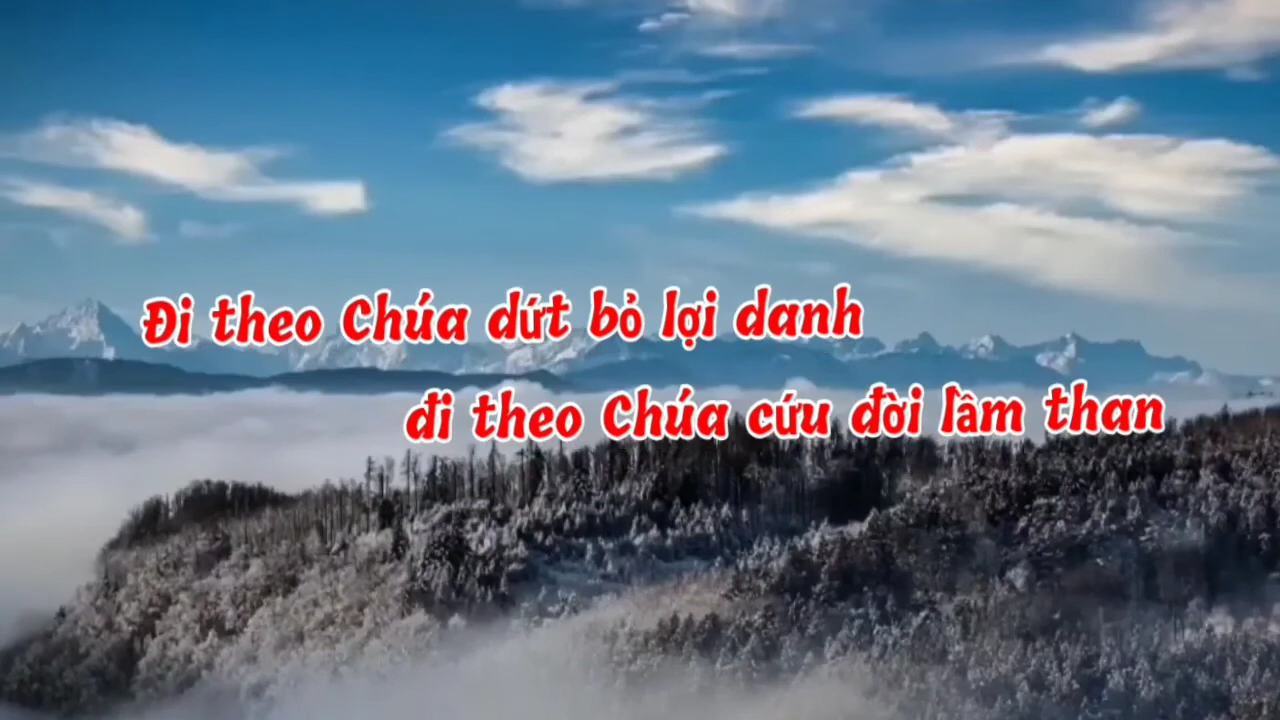 Đi theo Chúa dứt bỏ lợi danh
đi theo Chúa cứu đời lầm than